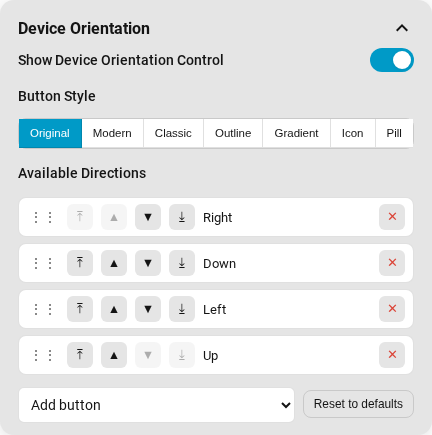 Device Orientation
Show Device Orientation Control
Button Style
Original Modern Classic Outline Gradient Icon Pill
Available Directions
⋮⋮ ⤒ ▲ ▼ ⤓ Right ✕
⋮⋮ ⤒ ▲ ▼ ⤓ Down ✕
⋮⋮ ⤒ ▲ ▼ ⤓ Left ✕
⋮⋮ ⤒ ▲ ▼ ⤓ Up ✕
Add button Reset to defaults